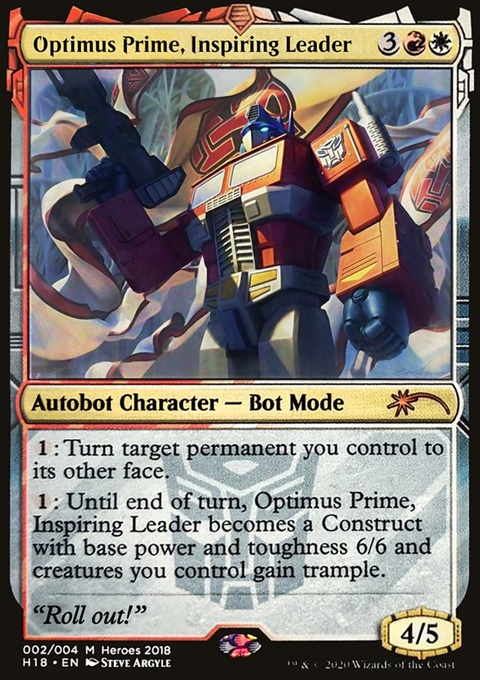 Optimus Prime, Inspiring Leader 3
Autobot Character — Bot Mode
1: Turn target permanent you control to
its other face.
1: Until end of turn, Optimus Prime,
Inspiring Leader becomes a Construct
with base power and toughness 6/6 and
creatures you control gain trample.
“Roll out!”
4/5
002/004 M Heroes 2018
H18 • EN STEVE ARGYLE
™ & © 2020 Wizards of the Coast